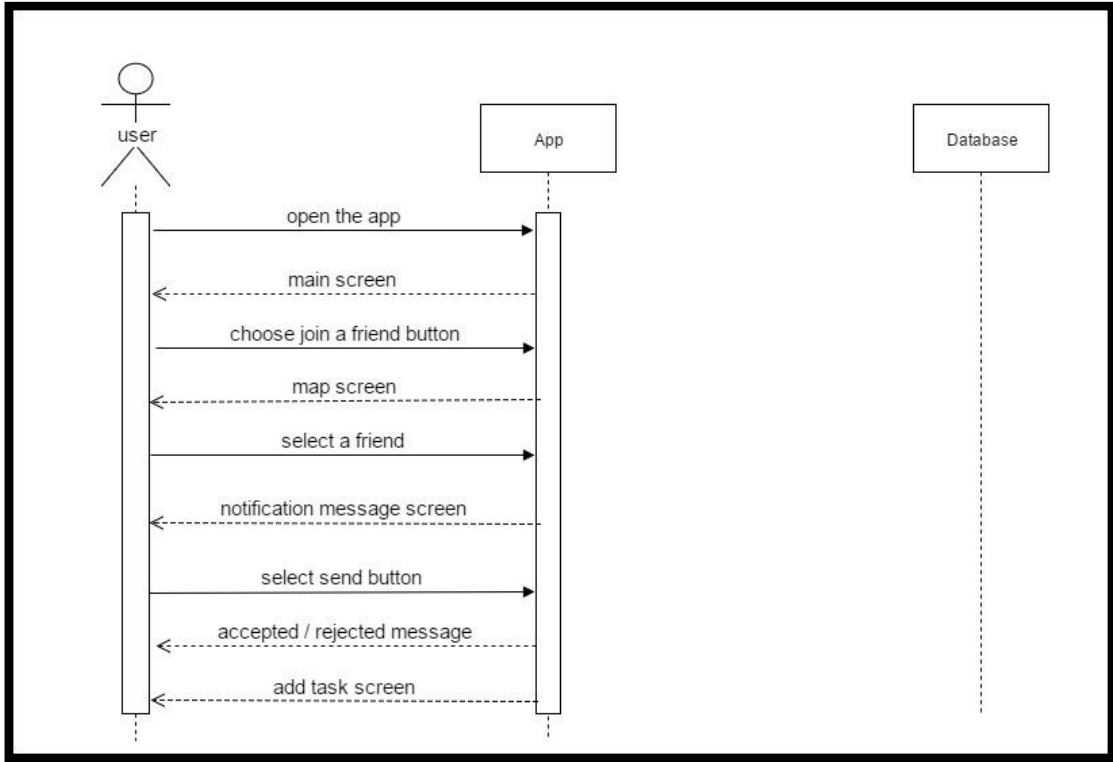 user
App
Database
open the app
main screen
choose join a friend button
map screen
select a friend
notification message screen
select send button
accepted / rejected message
add task screen